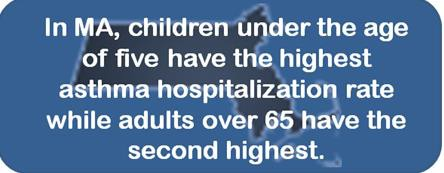 In MA, children under the age
of five have the highest
asthma hospitalization rate
while adults over 65 have the
second highest.